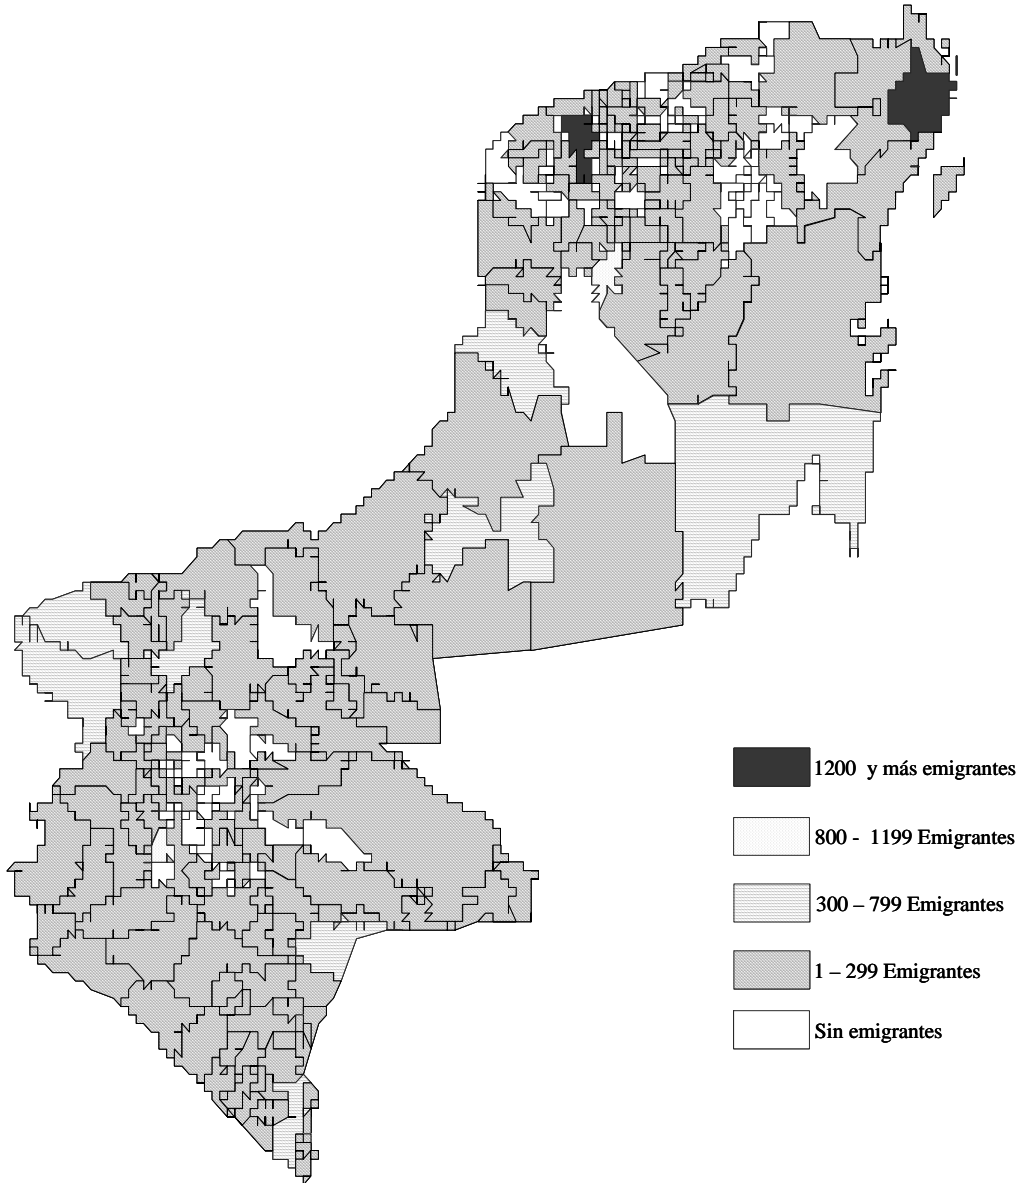 1200 y más emigrantes
800 - 1199 Emigrantes
300 – 799 Emigrantes
1 – 299 Emigrantes
Sin emigrantes